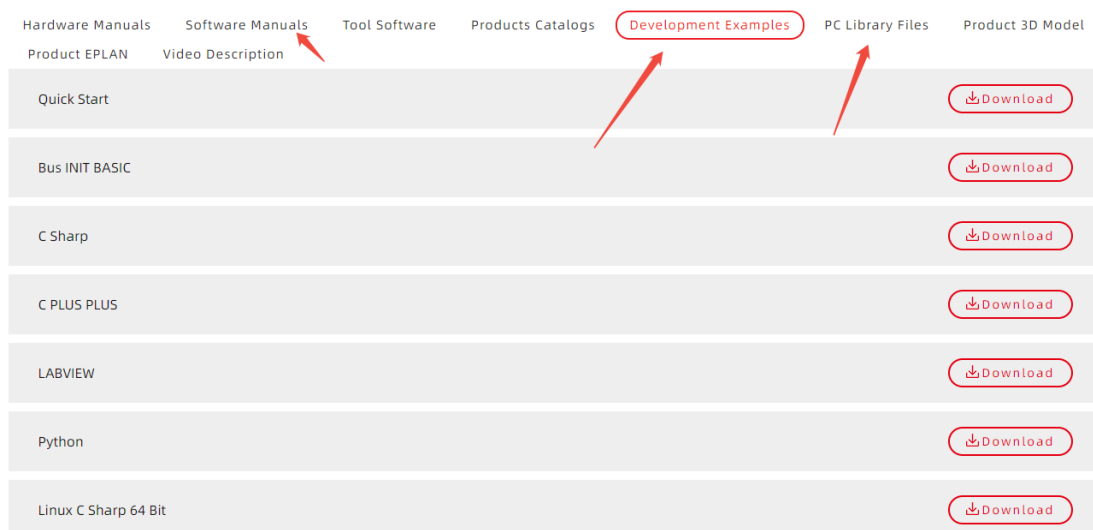 Hardware Manuals Software Manuals Tool Software Products Catalogs Development Examples PC Library Files Product 3D Model
Product EPLAN Video Description
Quick Start Download
Bus INIT BASIC Download
C Sharp Download
C PLUS PLUS Download
LABVIEW Download
Python Download
Linux C Sharp 64 Bit Download